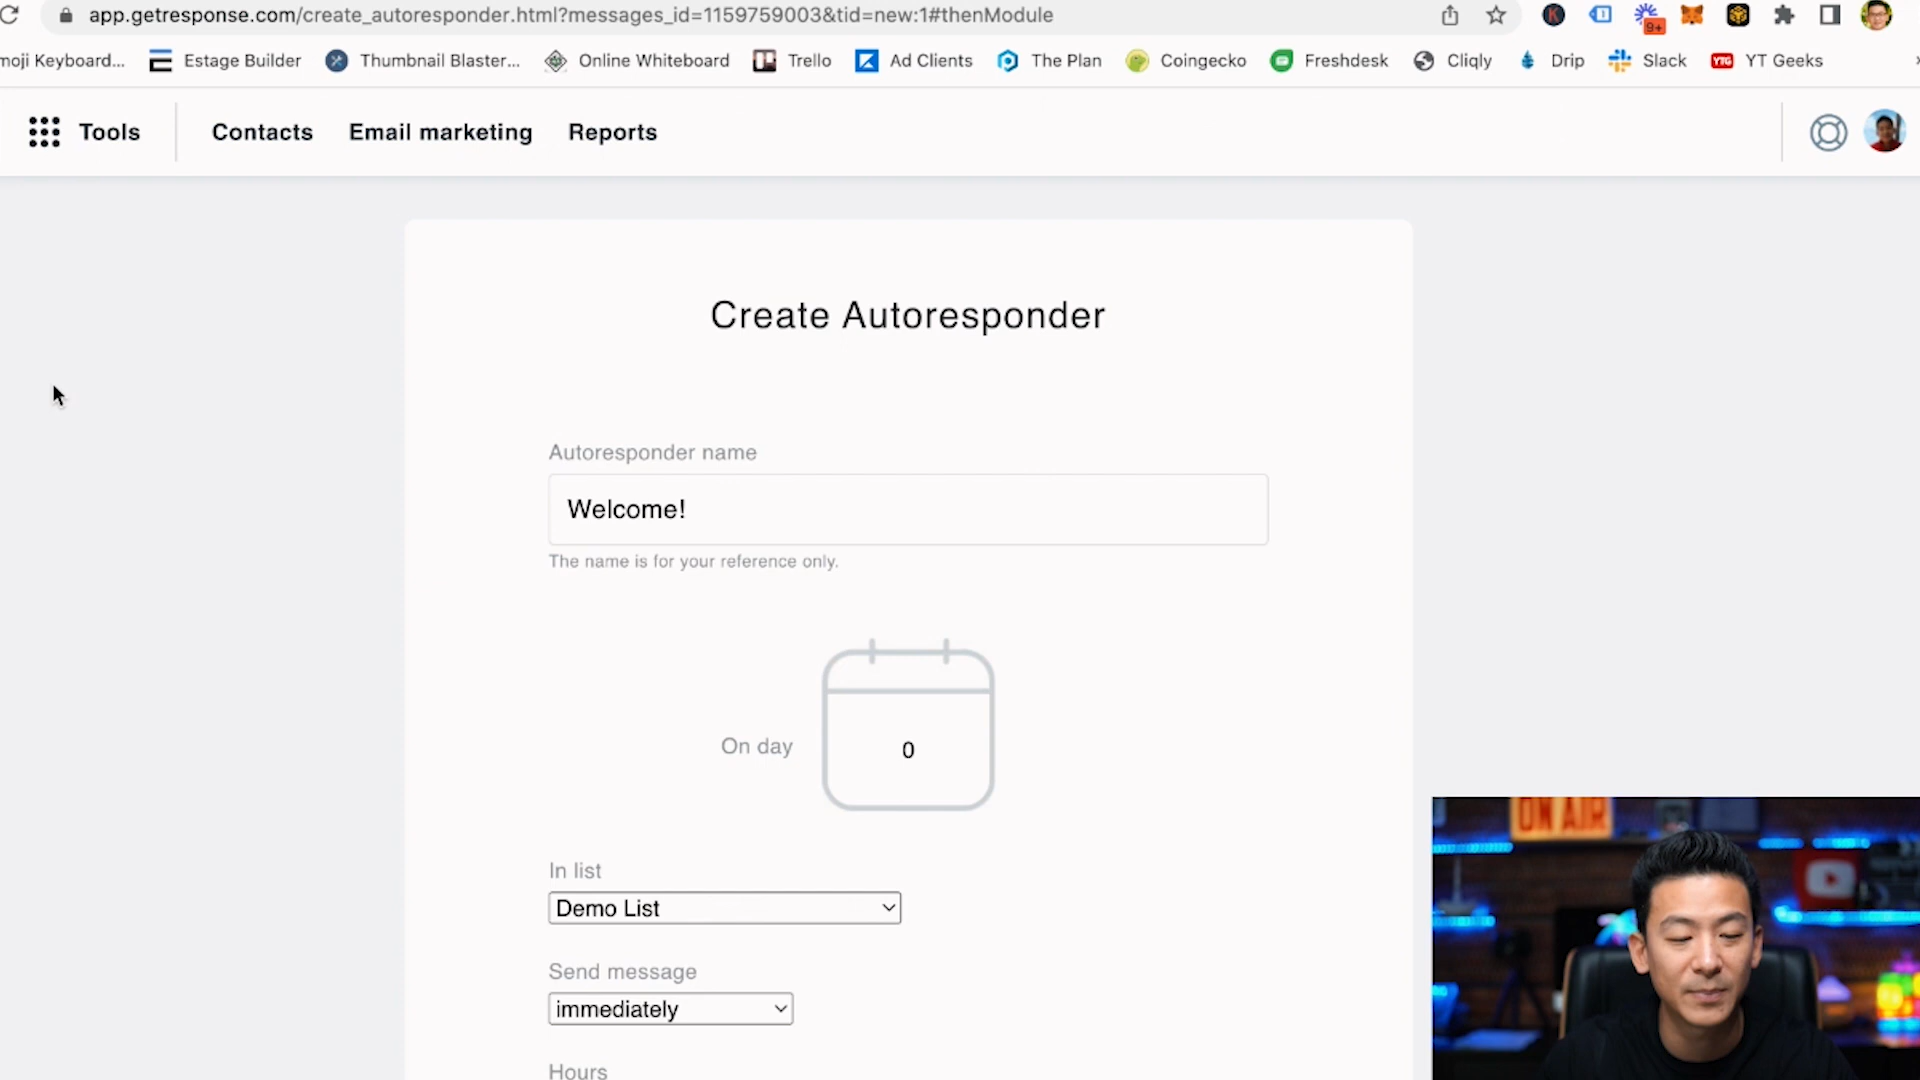 app.getresponse.com/create_autoresponder.html?messages_id=1159759003&tid=new:1#thenModule
K
1
9+
moji Keyboard... Estage Builder Thumbnail Blaster... Online Whiteboard Trello Ad Clients The Plan Coingecko Freshdesk Cliqly Drip Slack YTG YT Geeks
Tools Contacts Email marketing Reports
Create Autoresponder
Autoresponder name
Welcome!
The name is for your reference only.
On day 0
In list
Demo List
Send message
immediately
Hours
ON AIR